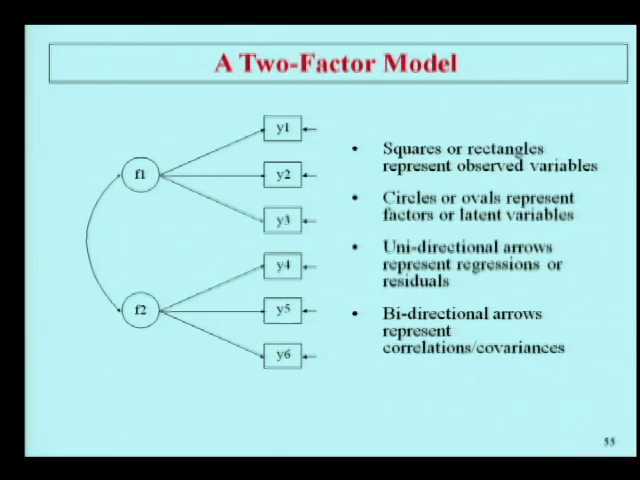 A Two-Factor Model
y1
f1
y2
y3
y4
f2
y5
y6
• Squares or rectangles
represent observed variables
• Circles or ovals represent
factors or latent variables
• Uni-directional arrows
represent regressions or
residuals
• Bi-directional arrows
represent
correlations/covariances
55